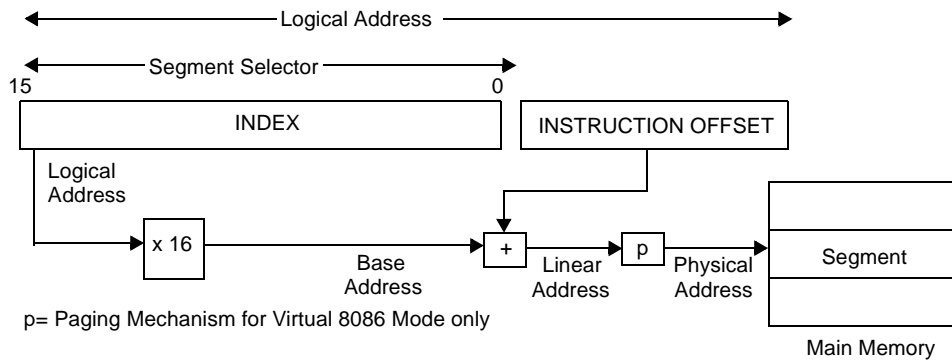 Logical Address
Segment Selector
15
0
INDEX
INSTRUCTION OFFSET
Logical
Address
x 16
+
p
Segment
Base
Address
Linear
Address
Physical
Address
p= Paging Mechanism for Virtual 8086 Mode only
Main Memory